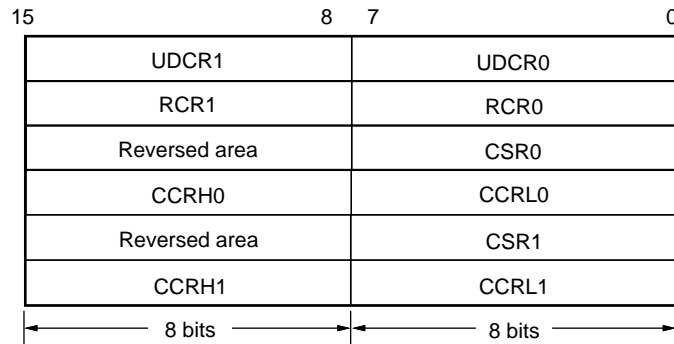 15 8 7 0
UDCR1 UDCR0
RCR1 RCR0
Reversed area CSR0
CCRH0 CCRL0
Reversed area CSR1
CCRH1 CCRL1
8 bits 8 bits